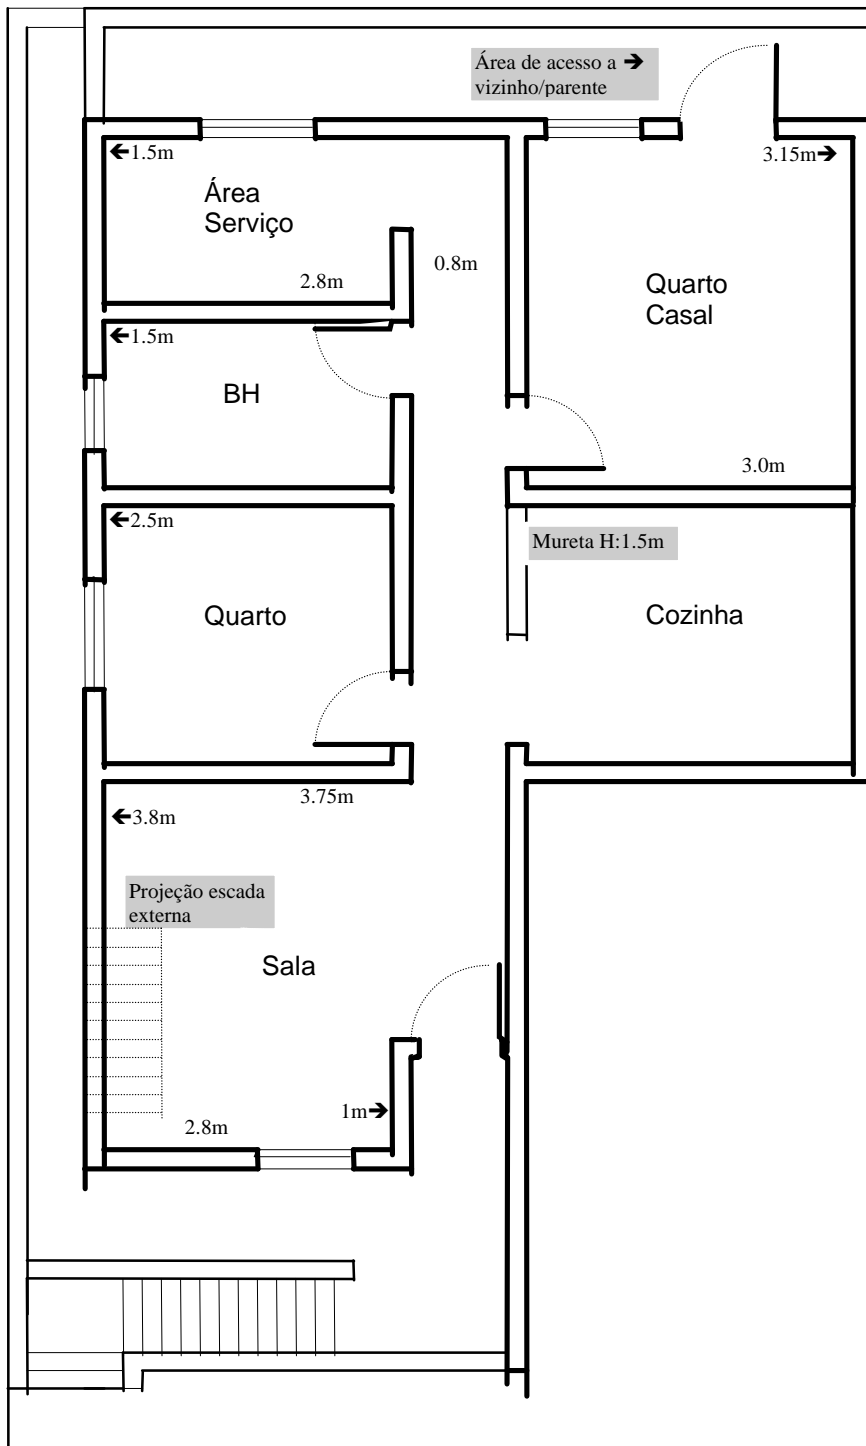 Área de acesso a ➔
vizinho/parente
🡸1.5m
3.15m➔
Área
Serviço
0.8m
2.8m
Quarto
Casal
🡸1.5m
BH
3.0m
🡸2.5m
Mureta H:1.5m
Quarto
Cozinha
3.75m
🡸3.8m
Projeção escada
externa
Sala
1m➔
2.8m